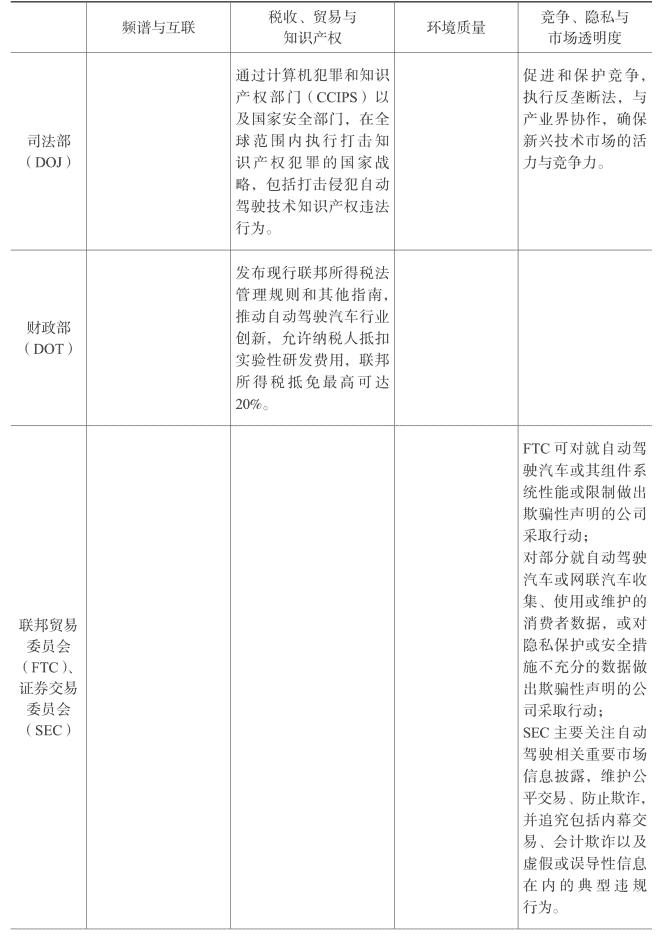 频谱与互联
税收、贸易与
知识产权
环境质量
竞争、隐私与
市场透明度
司法部
（DOJ）
通过计算机犯罪和知识
产权部门（CCIPS）以
及国家安全部门，在全
球范围内执行打击知
识产权犯罪的国家战
略，包括打击侵犯自动
驾驶技术知识产权违法
行为。
促进和保护竞争，
执行反垄断法，与
产业界协作，确保
新兴技术市场的活
力与竞争力。
财政部
（DOT）
发布现行联邦所得税法
管理规则和其他指南，
推动自动驾驶汽车行业
创新，允许纳税人抵扣
实验性研发费用，联邦
所得税抵免最高可达
20%。
联邦贸易
委员会
（FTC）、
证券交易
委员会
（SEC）
FTC 可对就自动驾
驶汽车或其组件系
统性能或限制做出
欺骗性声明的公司
采取行动；
对部分就自动驾驶
汽车或网联汽车收
集、使用或维护的
消费者数据，或对
隐私保护或安全措
施不充分的数据做
出欺骗性声明的公
司采取行动；
SEC 主要关注自动
驾驶相关重要市场
信息披露，维护公
平交易、防止欺诈，
并追究包括内幕交
易、会计欺诈以及
虚假或误导性信息
在内的典型违规
行为。